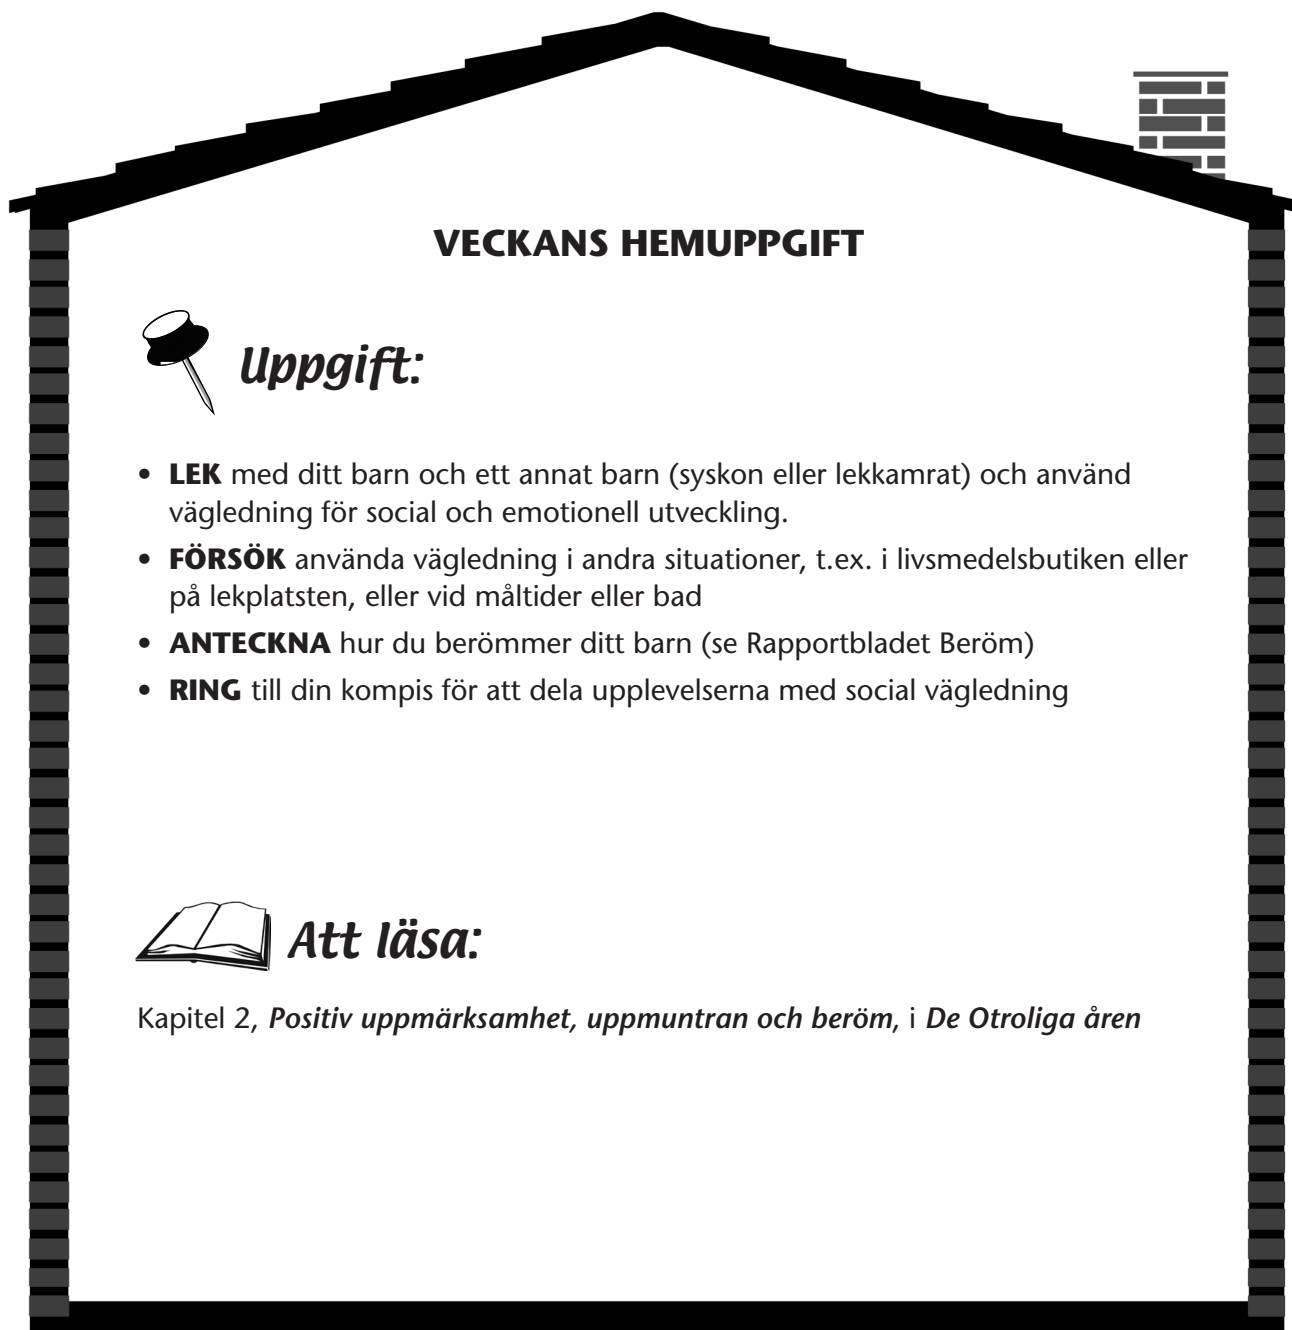 VECKANS HEMUPPGIFT
Uppgift:
• LEK med ditt barn och ett annat barn (syskon eller lekkamrat) och använd
vägledning för social och emotionell utveckling.
• FÖRSÖK använda vägledning i andra situationer, t.ex. i livsmedelsbutiken eller
på lekplatsten, eller vid måltider eller bad
• ANTECKNA hur du berömmer ditt barn (se Rapportbladet Beröm)
• RING till din kompis för att dela upplevelserna med social vägledning
Att läsa:
Kapitel 2, Positiv uppmärksamhet, uppmuntran och beröm, i De Otroliga åren